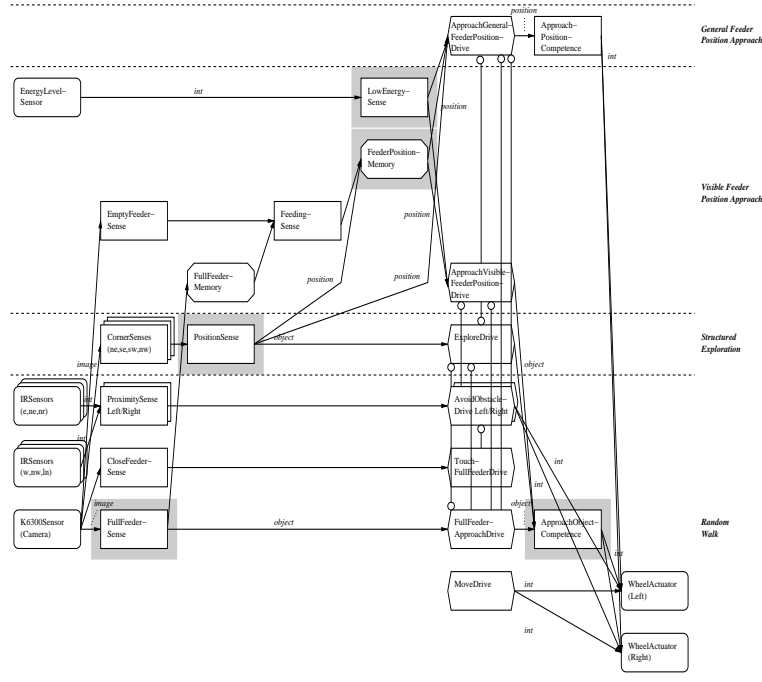 position
ApproachGeneral–
FeederPosition–
Drive
Approach–
Position–
Competence
General Feeder
Position Approach
int
EnergyLevel–
Sensor
int
LowEnergy–
Sense
position
FeederPosition–
Memory
Visible Feeder
Position Approach
EmptyFeeder–
Sense
Feeding–
Sense
position
FullFeeder–
Memory
position
position
ApproachVisible–
FeederPosition–
Drive
CornerSenses
(ne,se,sw,nw)
PositionSense
object
ExploreDrive
Structured
Exploration
image
object
IRSensors
(e,ne,nr)
int
ProximitySense
Left/Right
AvoidObstacle–
Drive Left/Right
int
IRSensors
(w,nw,ln)
CloseFeeder–
Sense
Touch–
FullFeederDrive
int
int
image
object
K6300Sensor
(Camera)
FullFeeder–
Sense
object
FullFeeder–
ApproachDrive
ApproachObject–
Competence
Random
Walk
int
MoveDrive
int
WheelActuator
(Left)
int
WheelActuator
(Right)